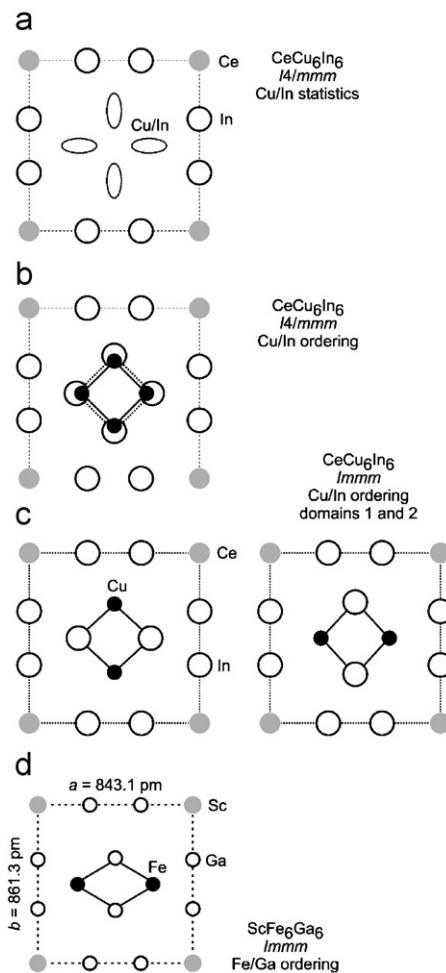 a
CeCu6In6
I4/mmm
Cu/In statistics
Ce
Cu/In
In
b
CeCu6In6
I4/mmm
Cu/In ordering
CeCu6In6
Immm
Cu/In ordering
domains 1 and 2
c
Ce
Cu
In
d
a = 843.1 pm
Sc
b = 861.3 pm
Fe
Ga
ScFe6Ga6
Immm
Fe/Ga ordering